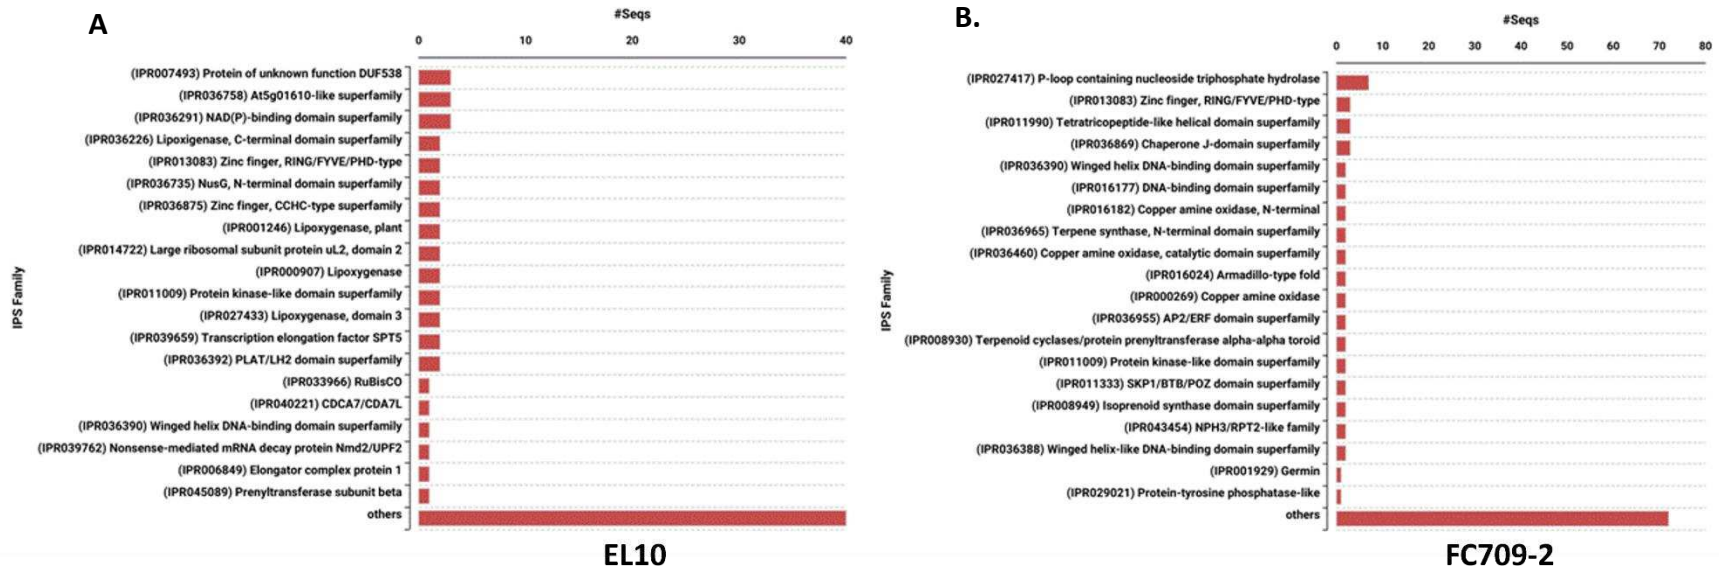 A
#Seqs
0 10 20 30 40
(IPR007493) Protein of unknown function DUF538
(IPR036758) At5g01610-like superfamily
(IPR036291) NAD(P)-binding domain superfamily
(IPR036226) Lipoxigenase, C-terminal domain superfamily
(IPR013083) Zinc finger, RING/FYVE/PHD-type
(IPR036735) NusG, N-terminal domain superfamily
(IPR036875) Zinc finger, CCHC-type superfamily
(IPR001246) Lipoxygenase, plant
(IPR014722) Large ribosomal subunit protein uL2, domain 2
(IPR000907) Lipoxygenase
(IPR011009) Protein kinase-like domain superfamily
(IPR027433) Lipoxygenase, domain 3
(IPR039659) Transcription elongation factor SPT5
(IPR036392) PLAT/LH2 domain superfamily
(IPR033966) RuBisCO
(IPR040221) CDCA7/CDA7L
(IPR036390) Winged helix DNA-binding domain superfamily
(IPR039762) Nonsense-mediated mRNA decay protein Nmd2/UPF2
(IPR006849) Elongator complex protein 1
(IPR045089) Prenyltransferase subunit beta
others
IPS Family
EL10
B.
#Seqs
0 10 20 30 40 50 60 70 80
(IPR027417) P-loop containing nucleoside triphosphate hydrolase
(IPR013083) Zinc finger, RING/FYVE/PHD-type
(IPR011990) Tetratricopeptide-like helical domain superfamily
(IPR036869) Chaperone J-domain superfamily
(IPR036390) Winged helix DNA-binding domain superfamily
(IPR016177) DNA-binding domain superfamily
(IPR016182) Copper amine oxidase, N-terminal
(IPR036965) Terpene synthase, N-terminal domain superfamily
(IPR036460) Copper amine oxidase, catalytic domain superfamily
(IPR016024) Armadillo-type fold
(IPR000269) Copper amine oxidase
(IPR036955) AP2/ERF domain superfamily
(IPR008930) Terpenoid cyclases/protein prenyltransferase alpha-alpha toroid
(IPR011009) Protein kinase-like domain superfamily
(IPR011333) SKP1/BTB/POZ domain superfamily
(IPR008949) Isoprenoid synthase domain superfamily
(IPR043454) NPH3/RPT2-like family
(IPR036388) Winged helix-like DNA-binding domain superfamily
(IPR001929) Germin
(IPR029021) Protein-tyrosine phosphatase-like
others
IPS Family
FC709-2